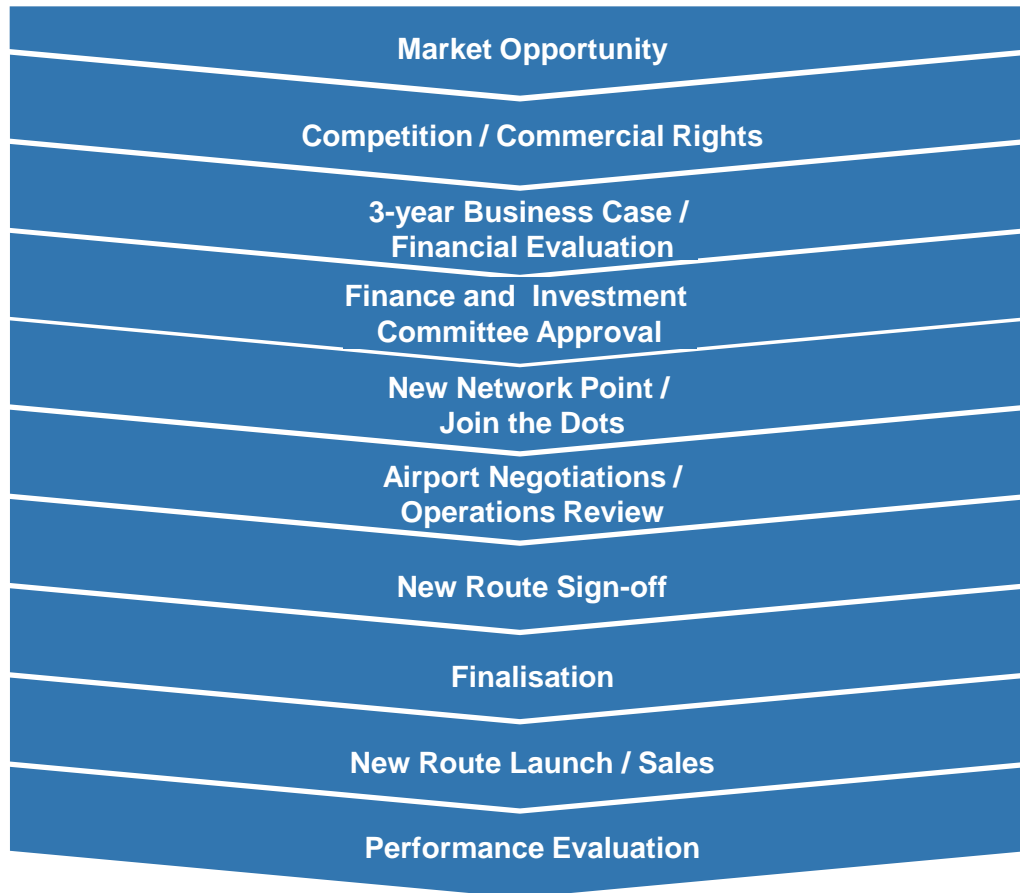 Market Opportunity
Competition / Commercial Rights
3-year Business Case /
Financial Evaluation
Finance and  Investment
Committee Approval
New Network Point /
Join the Dots
Airport Negotiations /
Operations Review
New Route Sign-off
Finalisation
New Route Launch / Sales
Performance Evaluation